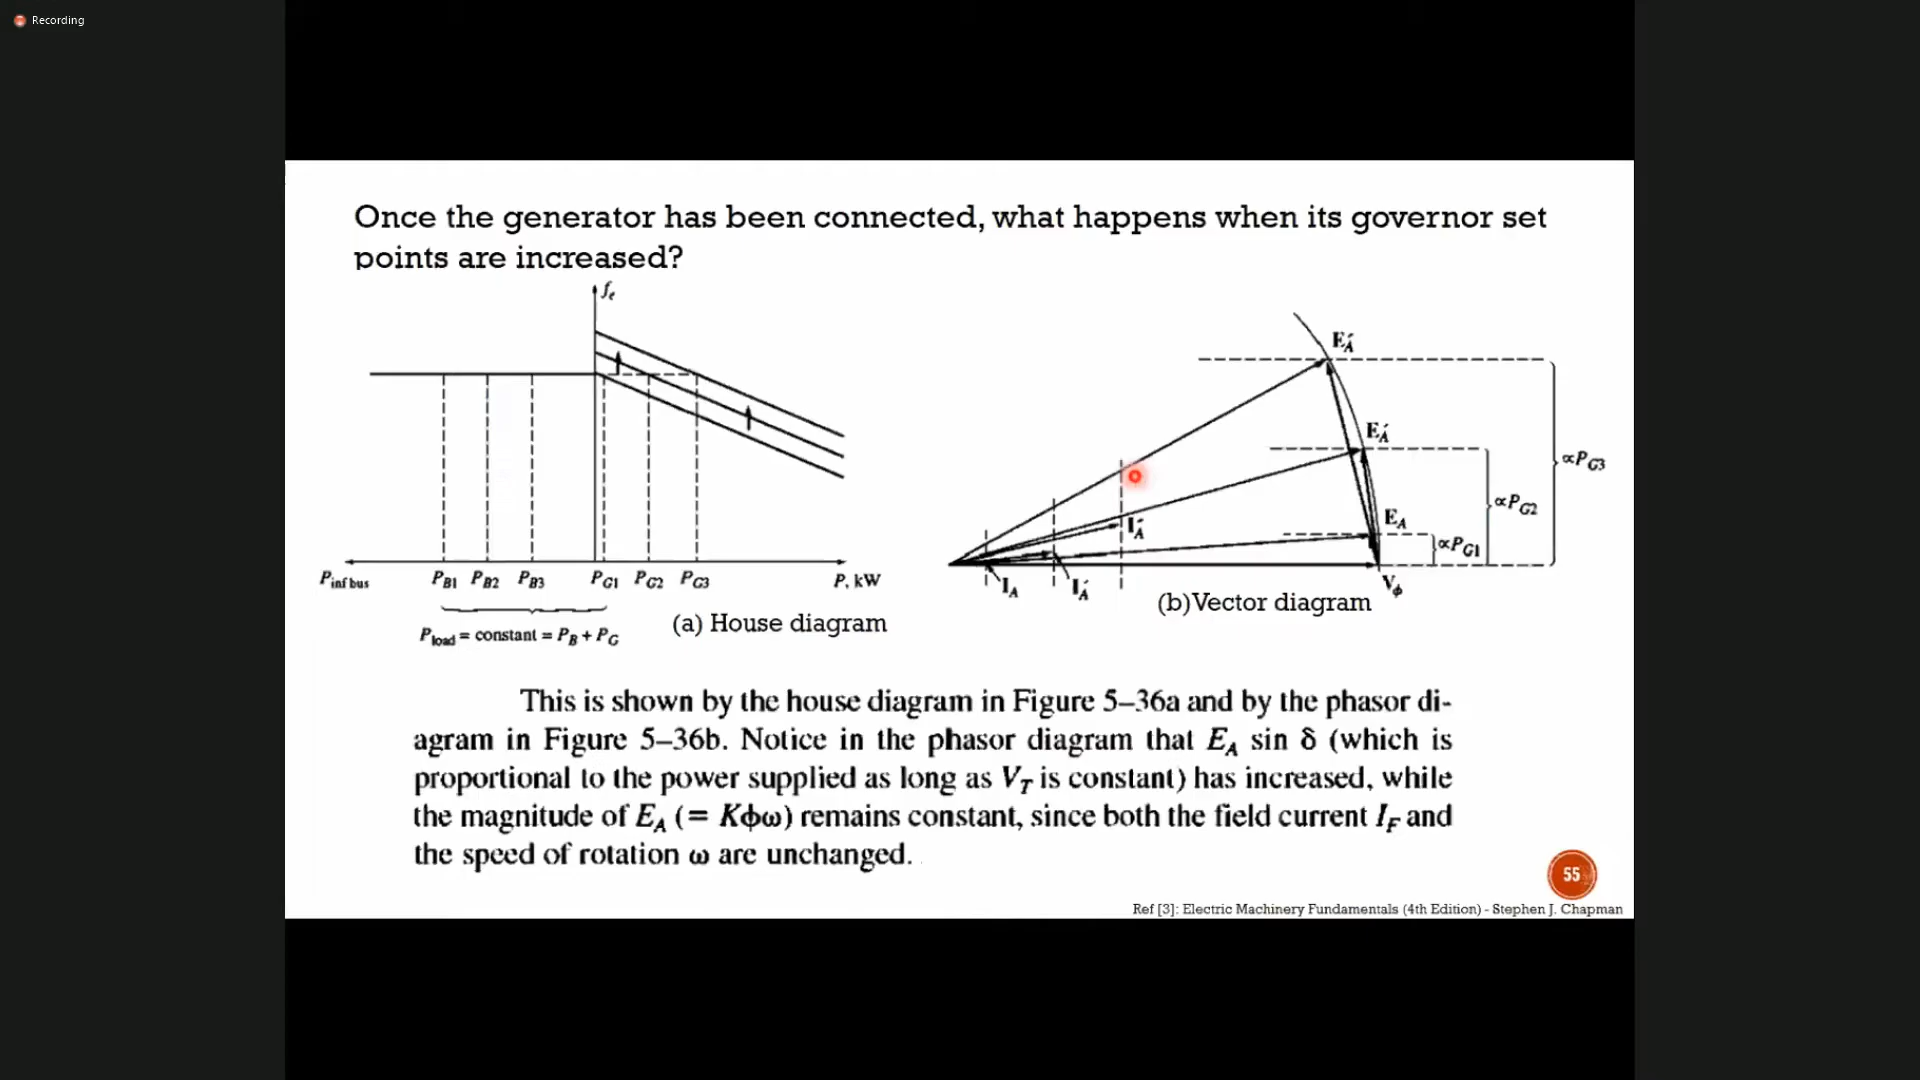 Recording
Once the generator has been connected, what happens when its governor set
points are increased?
fe
P inf bus
PB1 PB2 PB3 PG1 PG2 PG3 P, kW
Pload = constant = PB + PG
(a) House diagram
E″A
E′A
EA
∝PG3
∝PG2
∝PG1
I″A
IA
I′A
Vϕ
(b)Vector diagram
This is shown by the house diagram in Figure 5–36a and by the phasor di-
agram in Figure 5–36b. Notice in the phasor diagram that EA sin δ (which is
proportional to the power supplied as long as VT is constant) has increased, while
the magnitude of EA (= Kϕω) remains constant, since both the field current IF and
the speed of rotation ω are unchanged.
55
Ref [3]: Electric Machinery Fundamentals (4th Edition) - Stephen J. Chapman